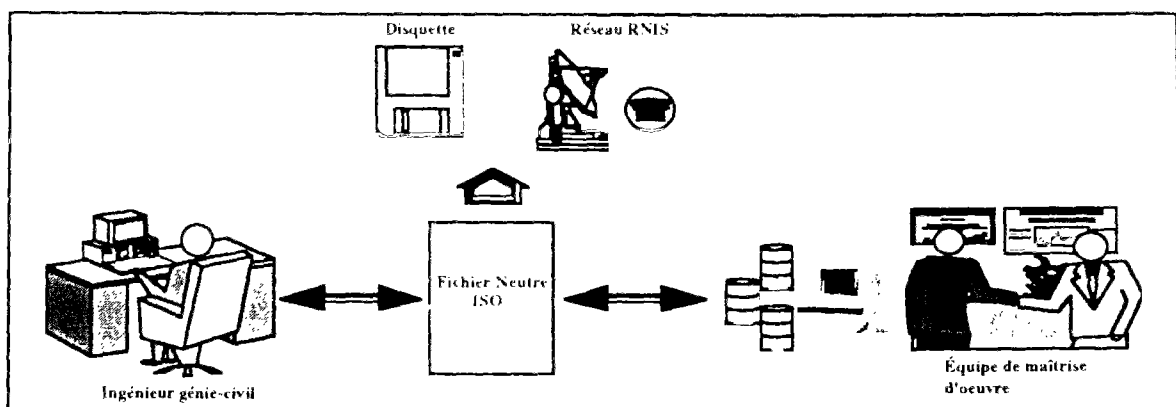 Disquette
Réseau RNIS
Fichier Neutre
ISO
Ingénieur génie-civil
Équipe de maîtrise
d'oeuvre